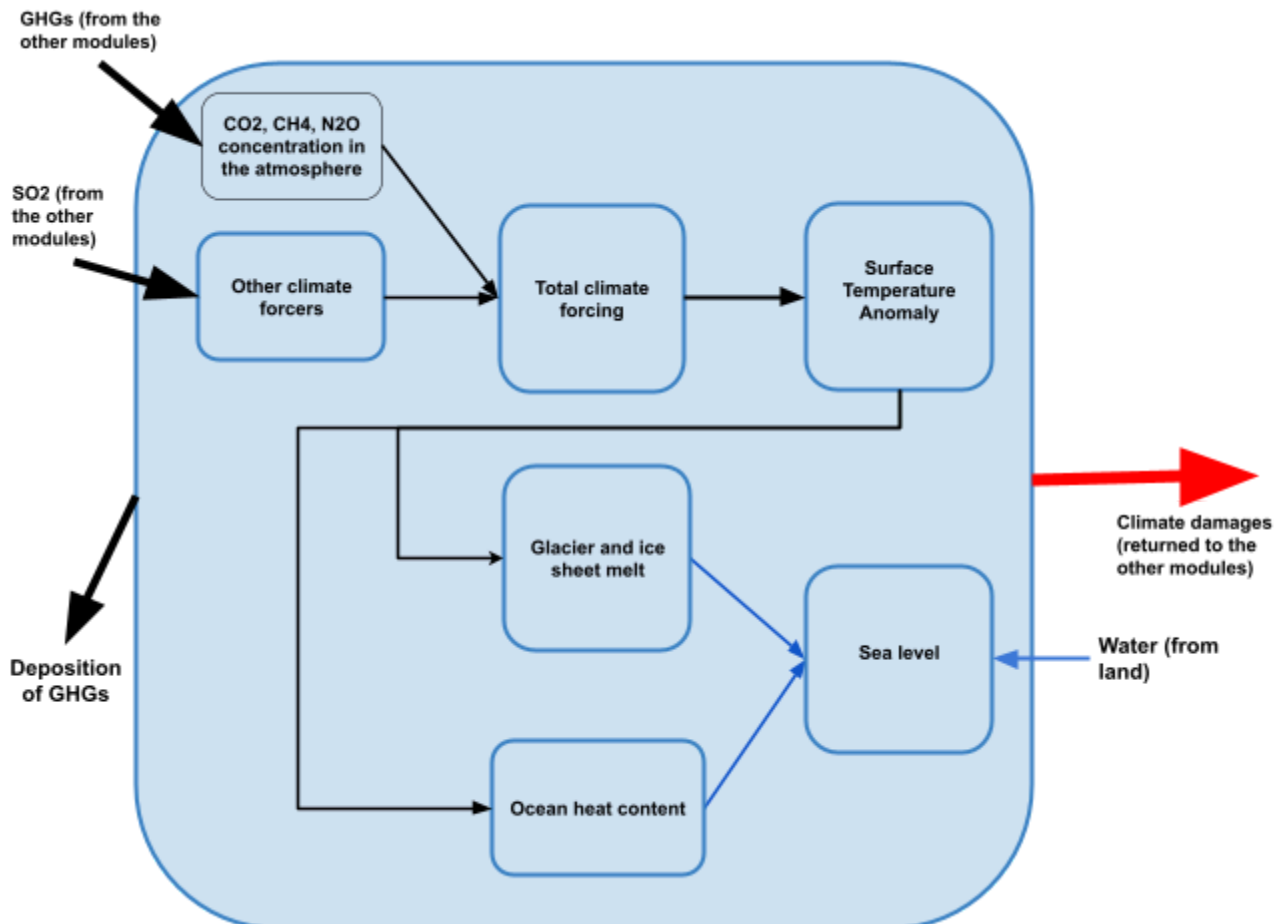 GHGs (from the
other modules)
CO2, CH4, N2O
concentration in
the atmosphere
SO2 (from
the other
modules)
Other climate
forcers
Total climate
forcing
Surface
Temperature
Anomaly
Glacier and ice
sheet melt
Climate damages
(returned to the
other modules)
Sea level
Water (from
land)
Deposition
of GHGs
Ocean heat content